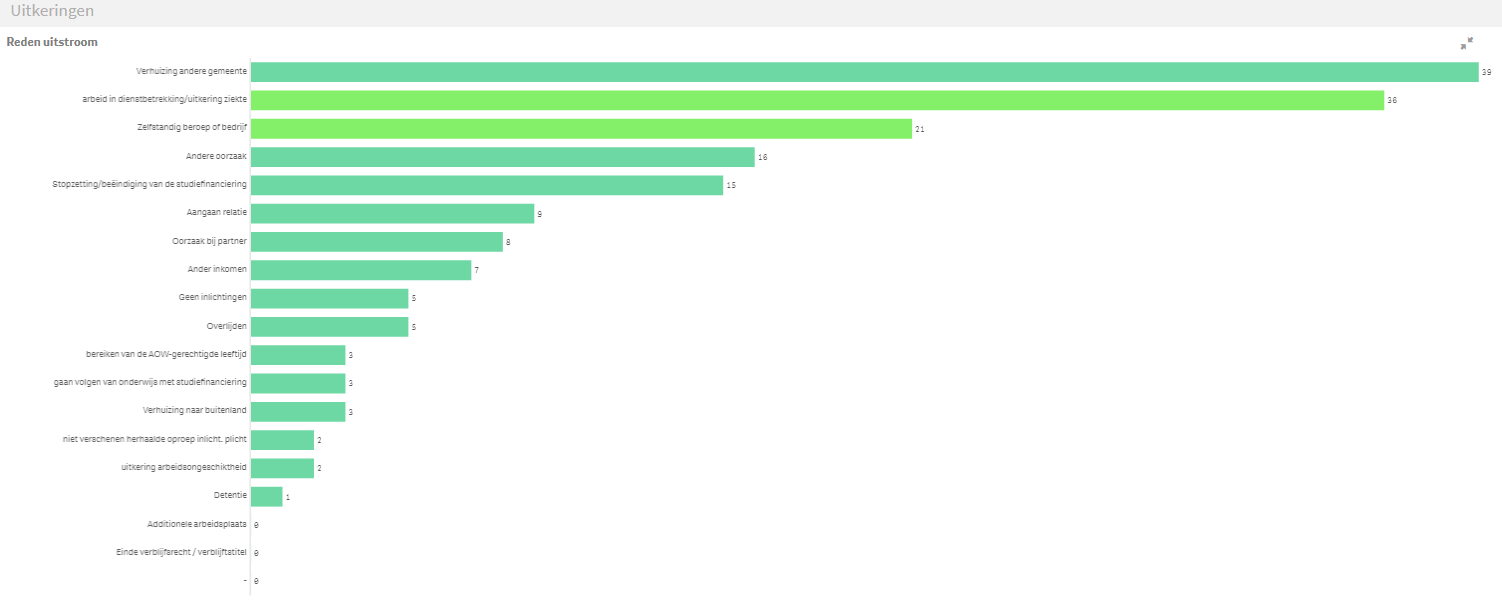 Uitkeringen
Reden uitstroom
Verhuizing andere gemeente 39
arbeid in dienstbetrekking/uitkering ziekte 36
Zelfstandig beroep of bedrijf 21
Andere oorzaak 16
Stopzetting/beëindiging van de studiefinanciering 15
Aangaan relatie 9
Oorzaak bij partner 8
Ander inkomen 7
Geen inlichtingen 5
Overlijden 5
bereiken van de AOW-gerechtigde leeftijd 3
gaan volgen van onderwijs met studiefinanciering 3
Verhuizing naar buitenland 3
niet verschenen herhaalde oproep inlicht. plicht 2
uitkering arbeidsongeschiktheid 2
Detentie 1
Additionele arbeidsplaats 0
Einde verblijfsrecht / verblijftstitel 0
- 0